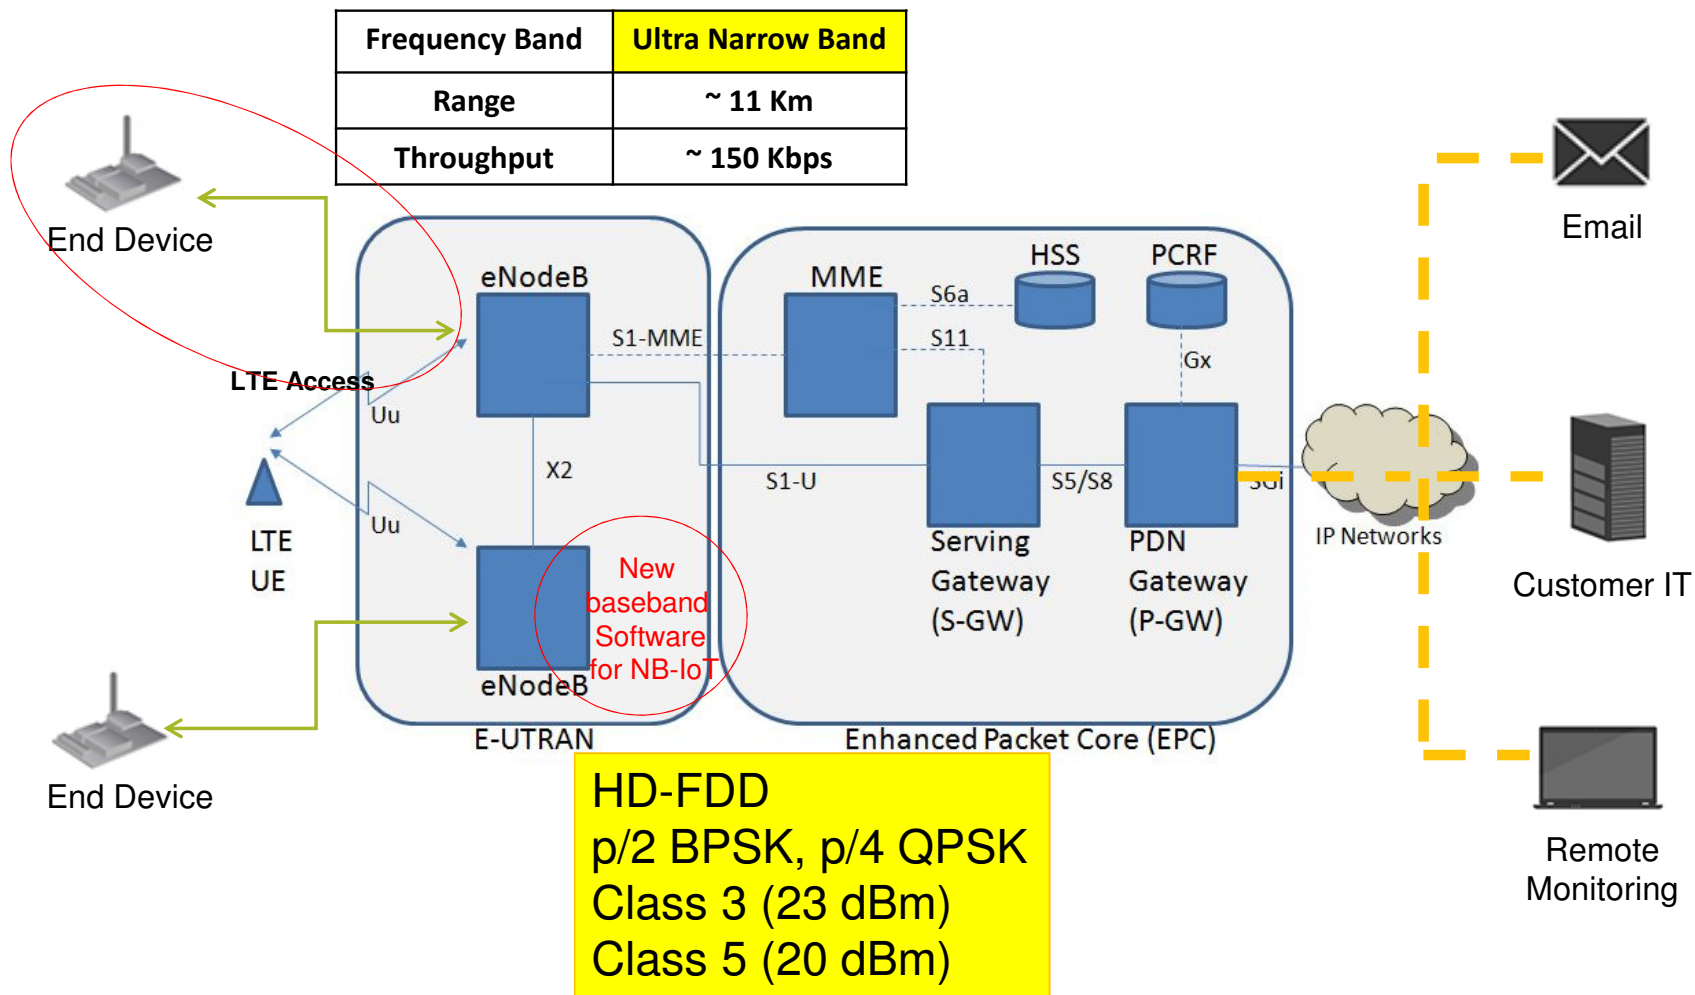 Frequency Band Ultra Narrow Band
Range ~ 11 Km
Throughput ~ 150 Kbps
End Device
Email
eNodeB
MME
HSS
PCRF
S6a
S1-MME
S11
Gx
LTE Access
Uu
X2
S1-U
S5/S8
SGi
Uu
IP Networks
LTE
UE
Serving
Gateway
(S-GW)
PDN
Gateway
(P-GW)
Customer IT
New
baseband
Software
for NB-IoT
eNodeB
E-UTRAN
Enhanced Packet Core (EPC)
End Device
HD-FDD
p/2 BPSK, p/4 QPSK
Class 3 (23 dBm)
Class 5 (20 dBm)
Remote
Monitoring